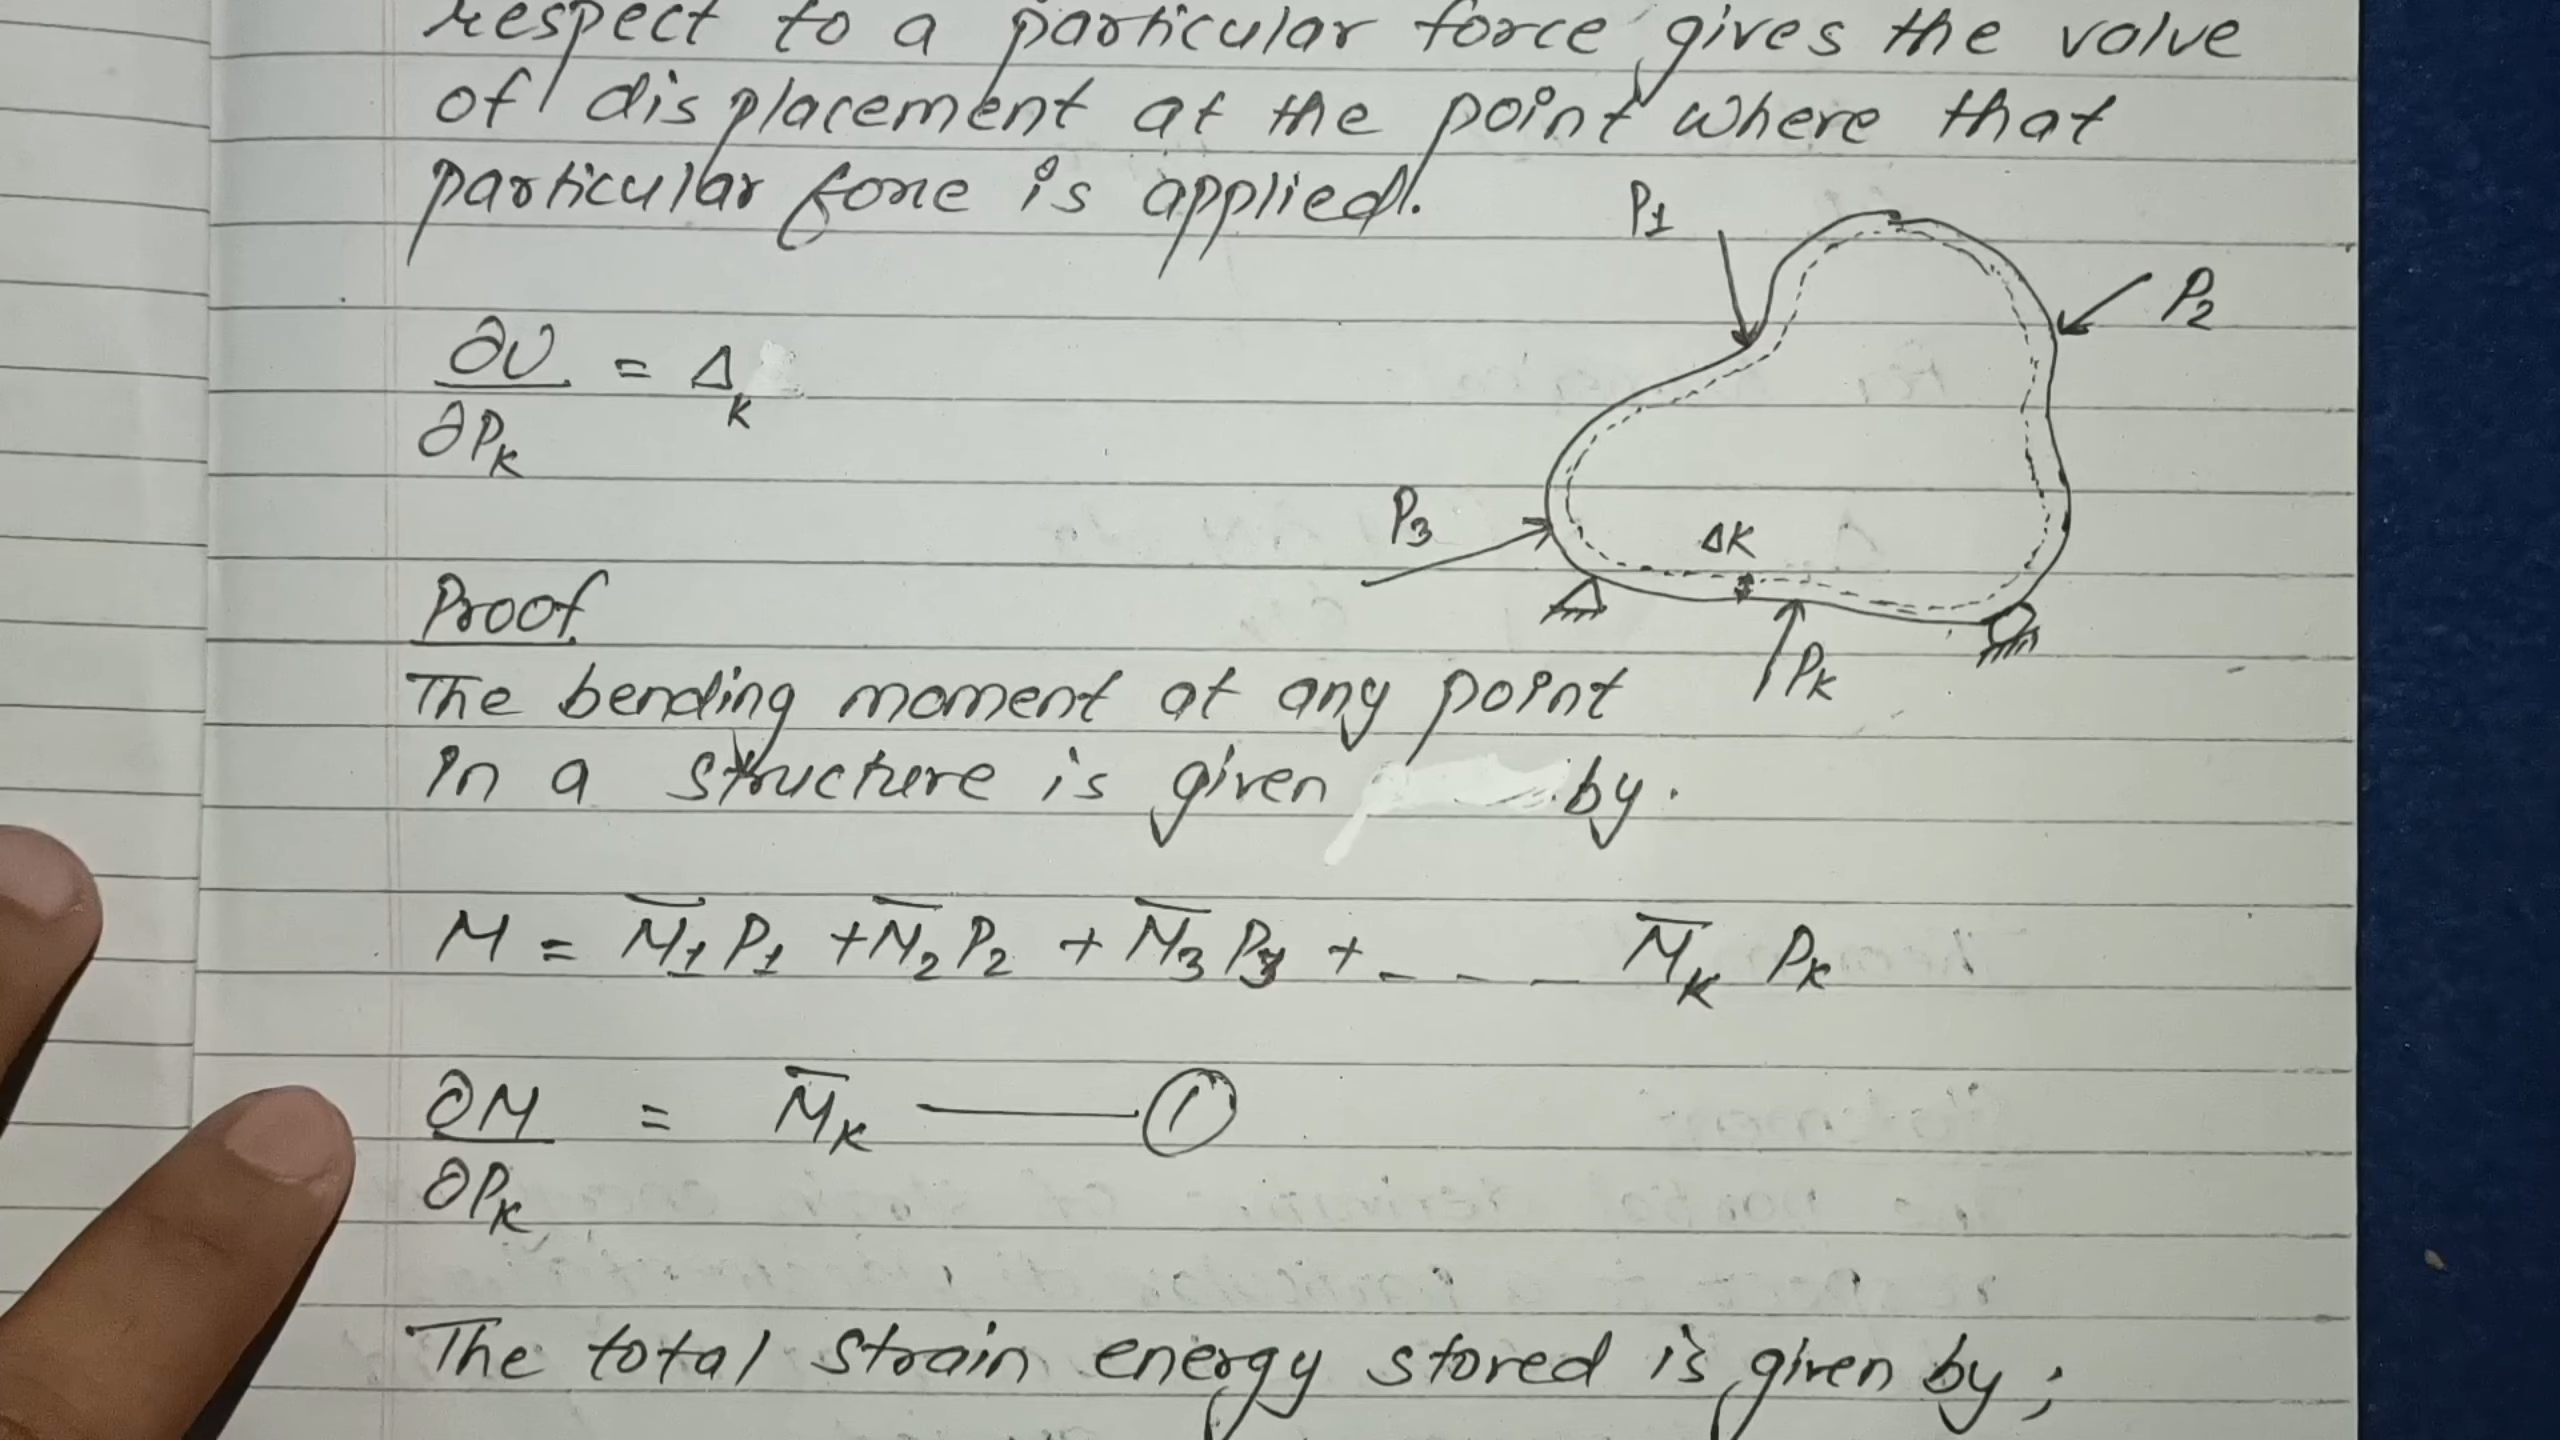 respect to a particular force gives the value
of displacement at the point where that
particular force is applied.
P1
P2
∂U/∂PK = ΔK
P3
ΔK
PK
Proof
The bending moment at any point
in a structure is given by.
M = M̅1 P1 + M̅2 P2 + M̅3 P3 + - - - M̅K PK
∂M/∂PK = M̅K —— ①
The total strain energy stored is given by;